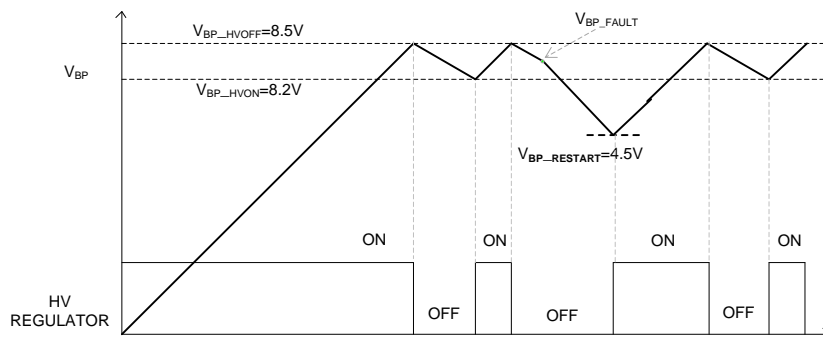 V_BP_HVOFF=8.5V
V_BP_FAULT
V_BP
V_BP_HVON=8.2V
V_BP_RESTART=4.5V
ON
ON
ON
ON
HV
REGULATOR
OFF
OFF
OFF